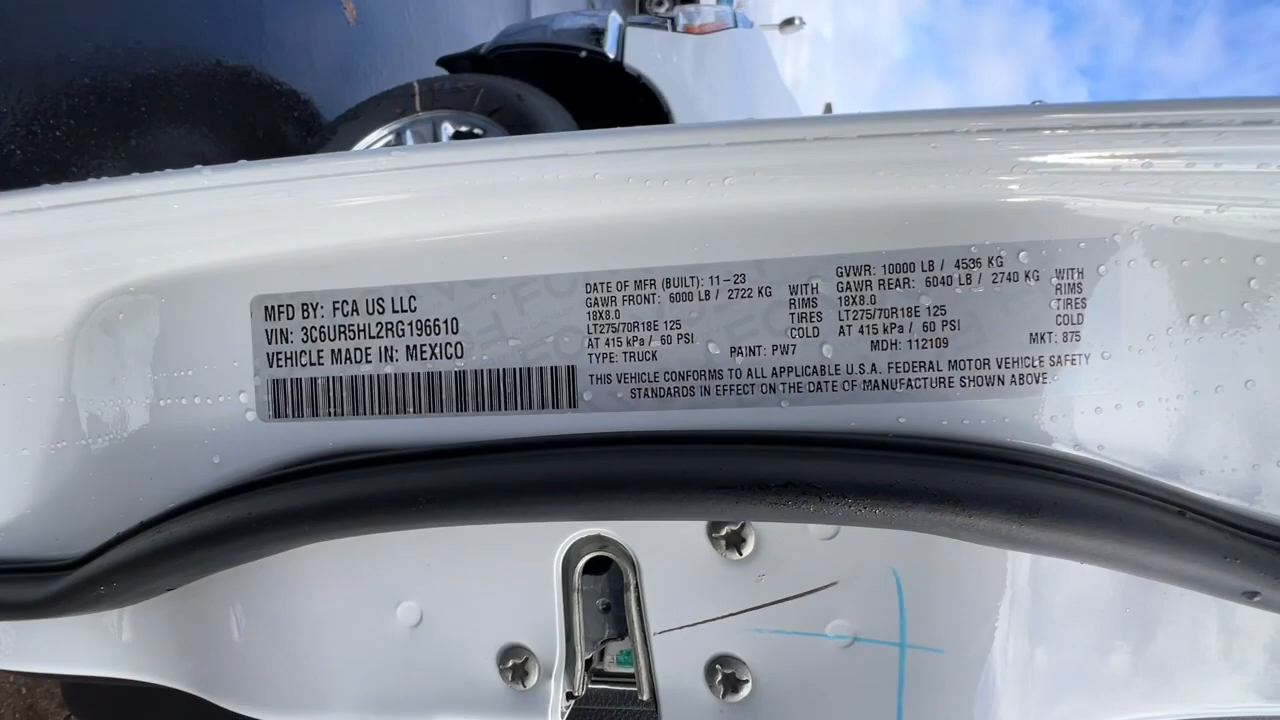 MFD BY: FCA US LLC
VIN: 3C6UR5HL2RG196610
VEHICLE MADE IN: MEXICO
DATE OF MFR (BUILT): 11-23
GAWR FRONT: 6000 LB / 2722 KG WITH
18X8.0 RIMS
LT275/70R18E 125 TIRES
AT 415 kPa / 60 PSI COLD
TYPE: TRUCK PAINT: PW7
GVWR: 10000 LB / 4536 KG
GAWR REAR: 6040 LB / 2740 KG WITH
18X8.0 RIMS
LT275/70R18E 125 TIRES
AT 415 kPa / 60 PSI COLD
MDH: 112109 MKT: 875
THIS VEHICLE CONFORMS TO ALL APPLICABLE U.S.A. FEDERAL MOTOR VEHICLE SAFETY
STANDARDS IN EFFECT ON THE DATE OF MANUFACTURE SHOWN ABOVE.